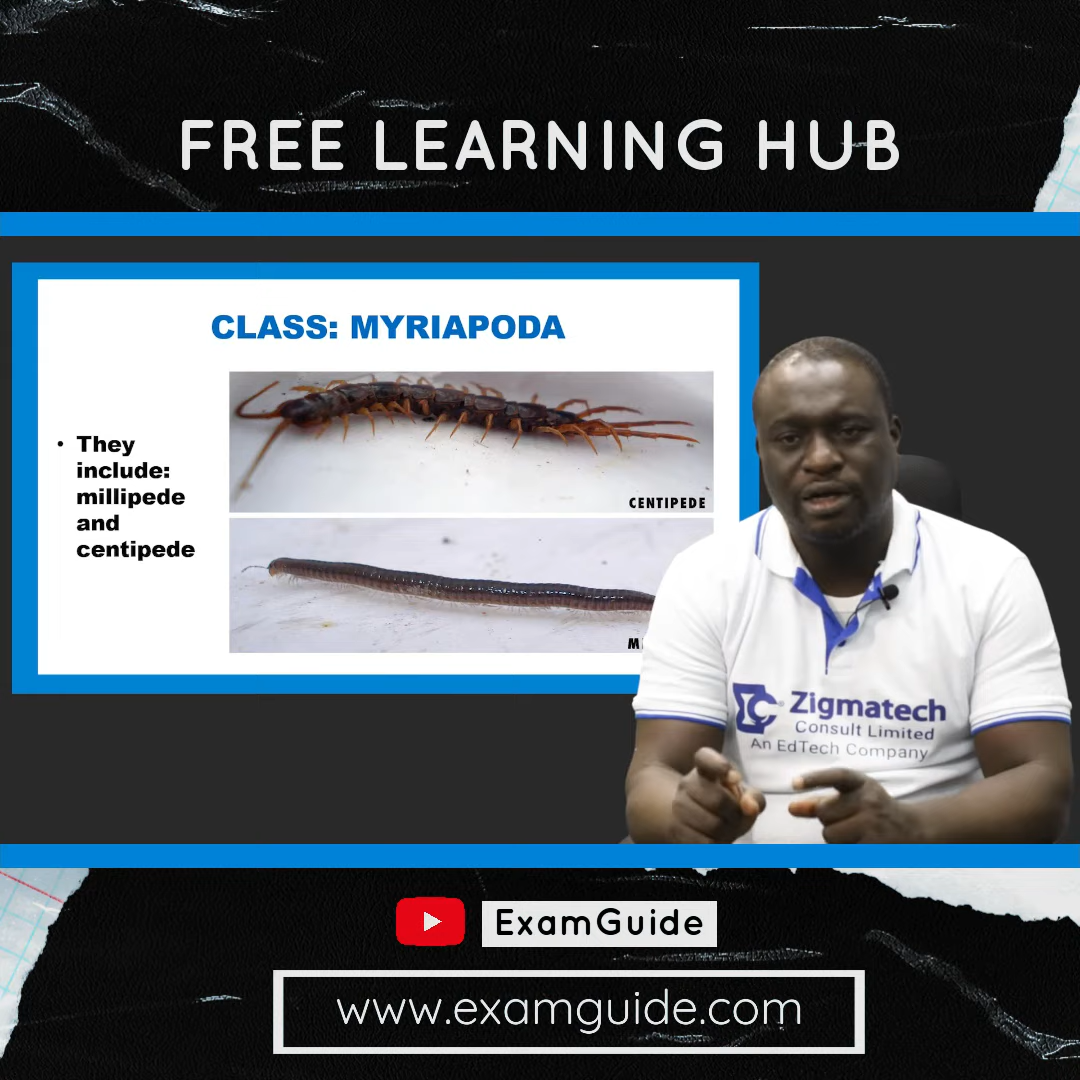 FREE LEARNING HUB
CLASS: MYRIAPODA
• They
include:
millipede
and
centipede
CENTIPEDE
Zigmatech
Consult Limited
An EdTech Company
ExamGuide
www.examguide.com